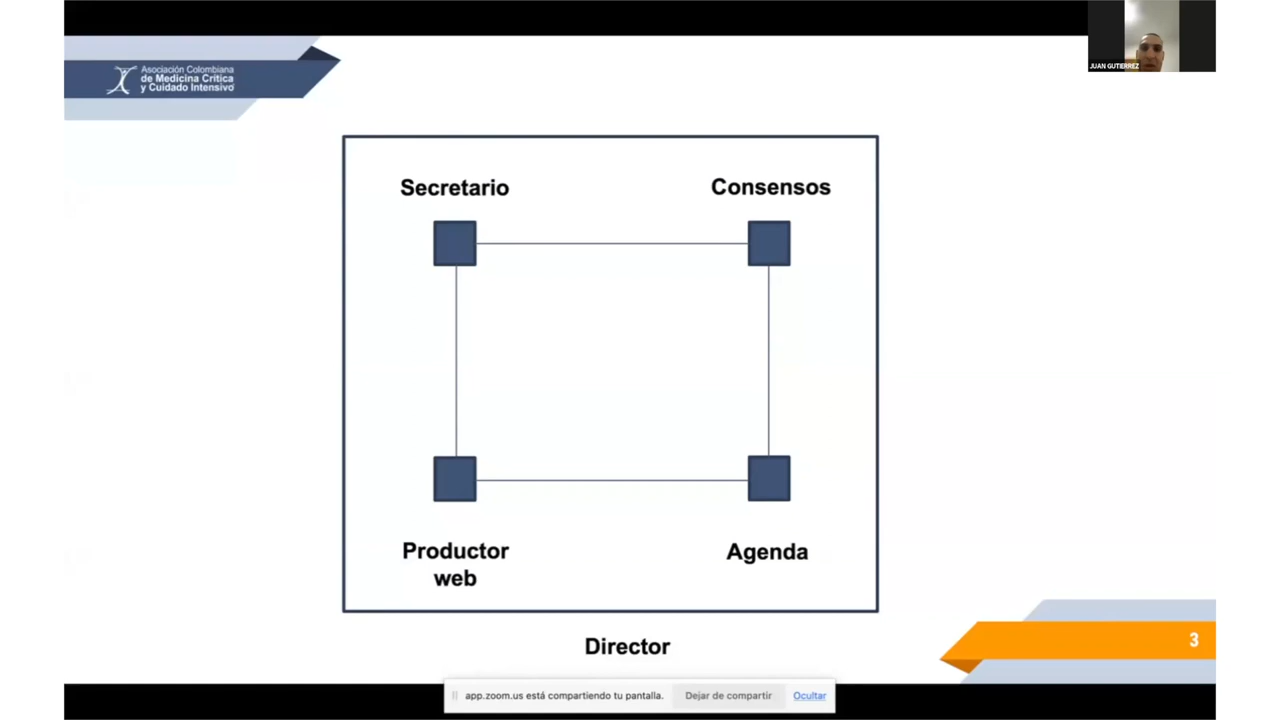 Asociación Colombiana
de Medicina Crítica
y Cuidado Intensivo
JUAN GUTIERREZ
Secretario
Consensos
Productor
web
Agenda
Director
3
app.zoom.us está compartiendo tu pantalla.
Dejar de compartir
Ocultar